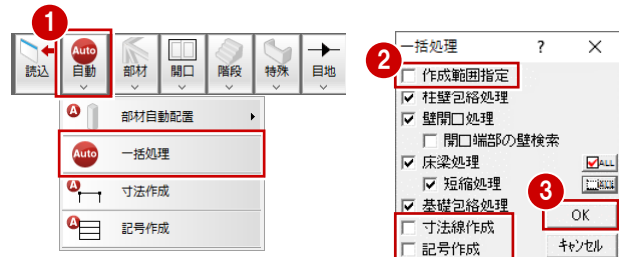 1
Auto
読込 自動 部材 開口 階段 特殊 目地
A 部材自動配置
Auto 一括処理
A 寸法作成
A 記号作成
一括処理 ? ×
2
作成範囲指定
柱壁包絡処理
壁開口処理
開口端部の壁検索
床梁処理 ALL
短縮処理
3
基礎包絡処理 OK
寸法線作成
記号作成 キャンセル